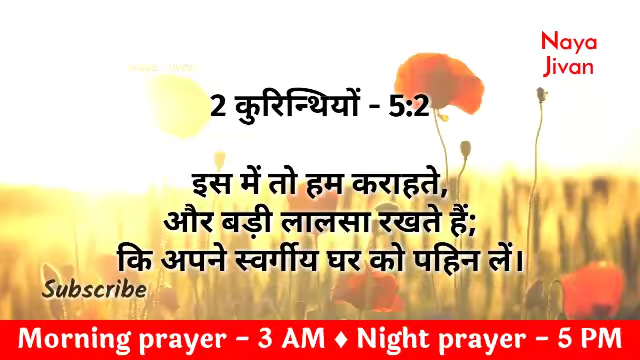 Naya
Jivan
2 कुरिन्थियों - 5:2
इस में तो हम कराहते,
और बड़ी लालसा रखते हैं;
कि अपने स्वर्गीय घर को पहिन लें।
Subscribe
Morning prayer - 3 AM ♦ Night prayer - 5 PM